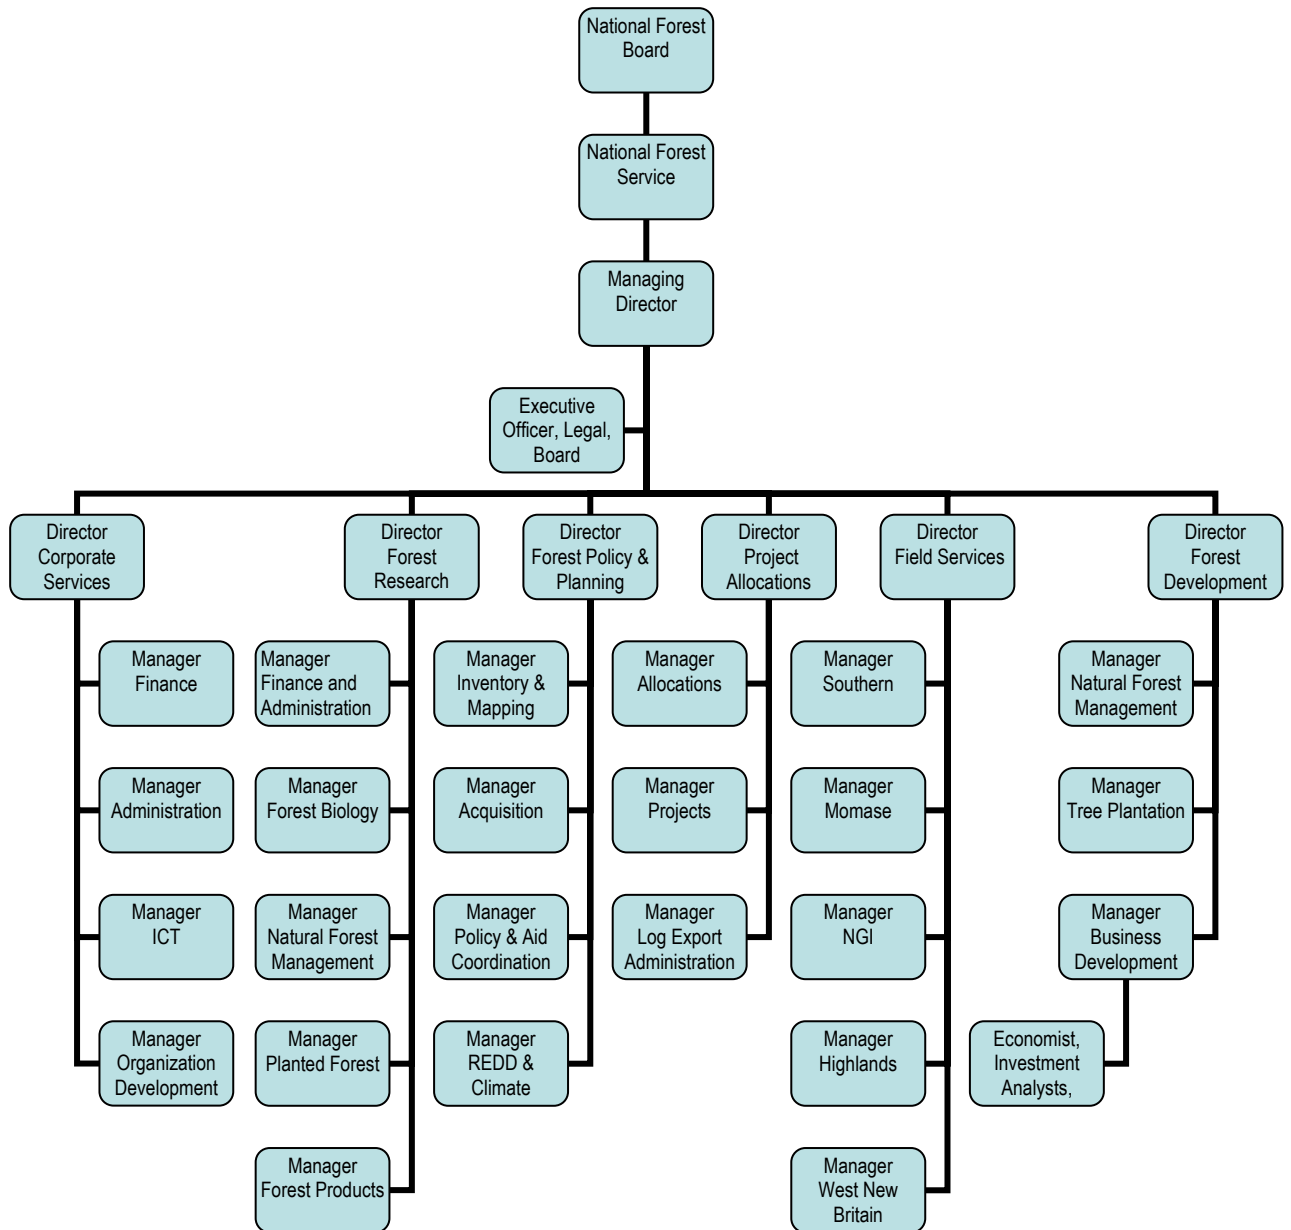 National Forest
Board
National Forest
Service
Managing
Director
Executive
Officer, Legal,
Board
Director
Corporate
Services
Director
Forest
Research
Director
Forest Policy &
Planning
Director
Project
Allocations
Director
Field Services
Director
Forest
Development
Manager
Finance
Manager
Finance and
Administration
Manager
Inventory &
Mapping
Manager
Allocations
Manager
Southern
Manager
Natural Forest
Management
Manager
Administration
Manager
Forest Biology
Manager
Acquisition
Manager
Projects
Manager
Momase
Manager
Tree Plantation
Manager
ICT
Manager
Natural Forest
Management
Manager
Policy & Aid
Coordination
Manager
Log Export
Administration
Manager
NGI
Manager
Business
Development
Manager
Organization
Development
Manager
Planted Forest
Manager
REDD &
Climate
Manager
Highlands
Economist,
Investment
Analysts,
Manager
Forest Products
Manager
West New
Britain